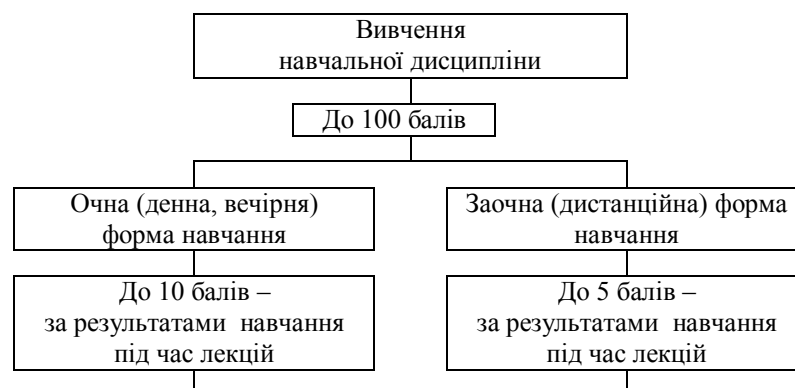 Вивчення
навчальної дисципліни
До 100 балів
Очна (денна, вечірня)
форма навчання
Заочна (дистанційна) форма
навчання
До 10 балів –
за результатами навчання
під час лекцій
До 5 балів –
за результатами навчання
під час лекцій